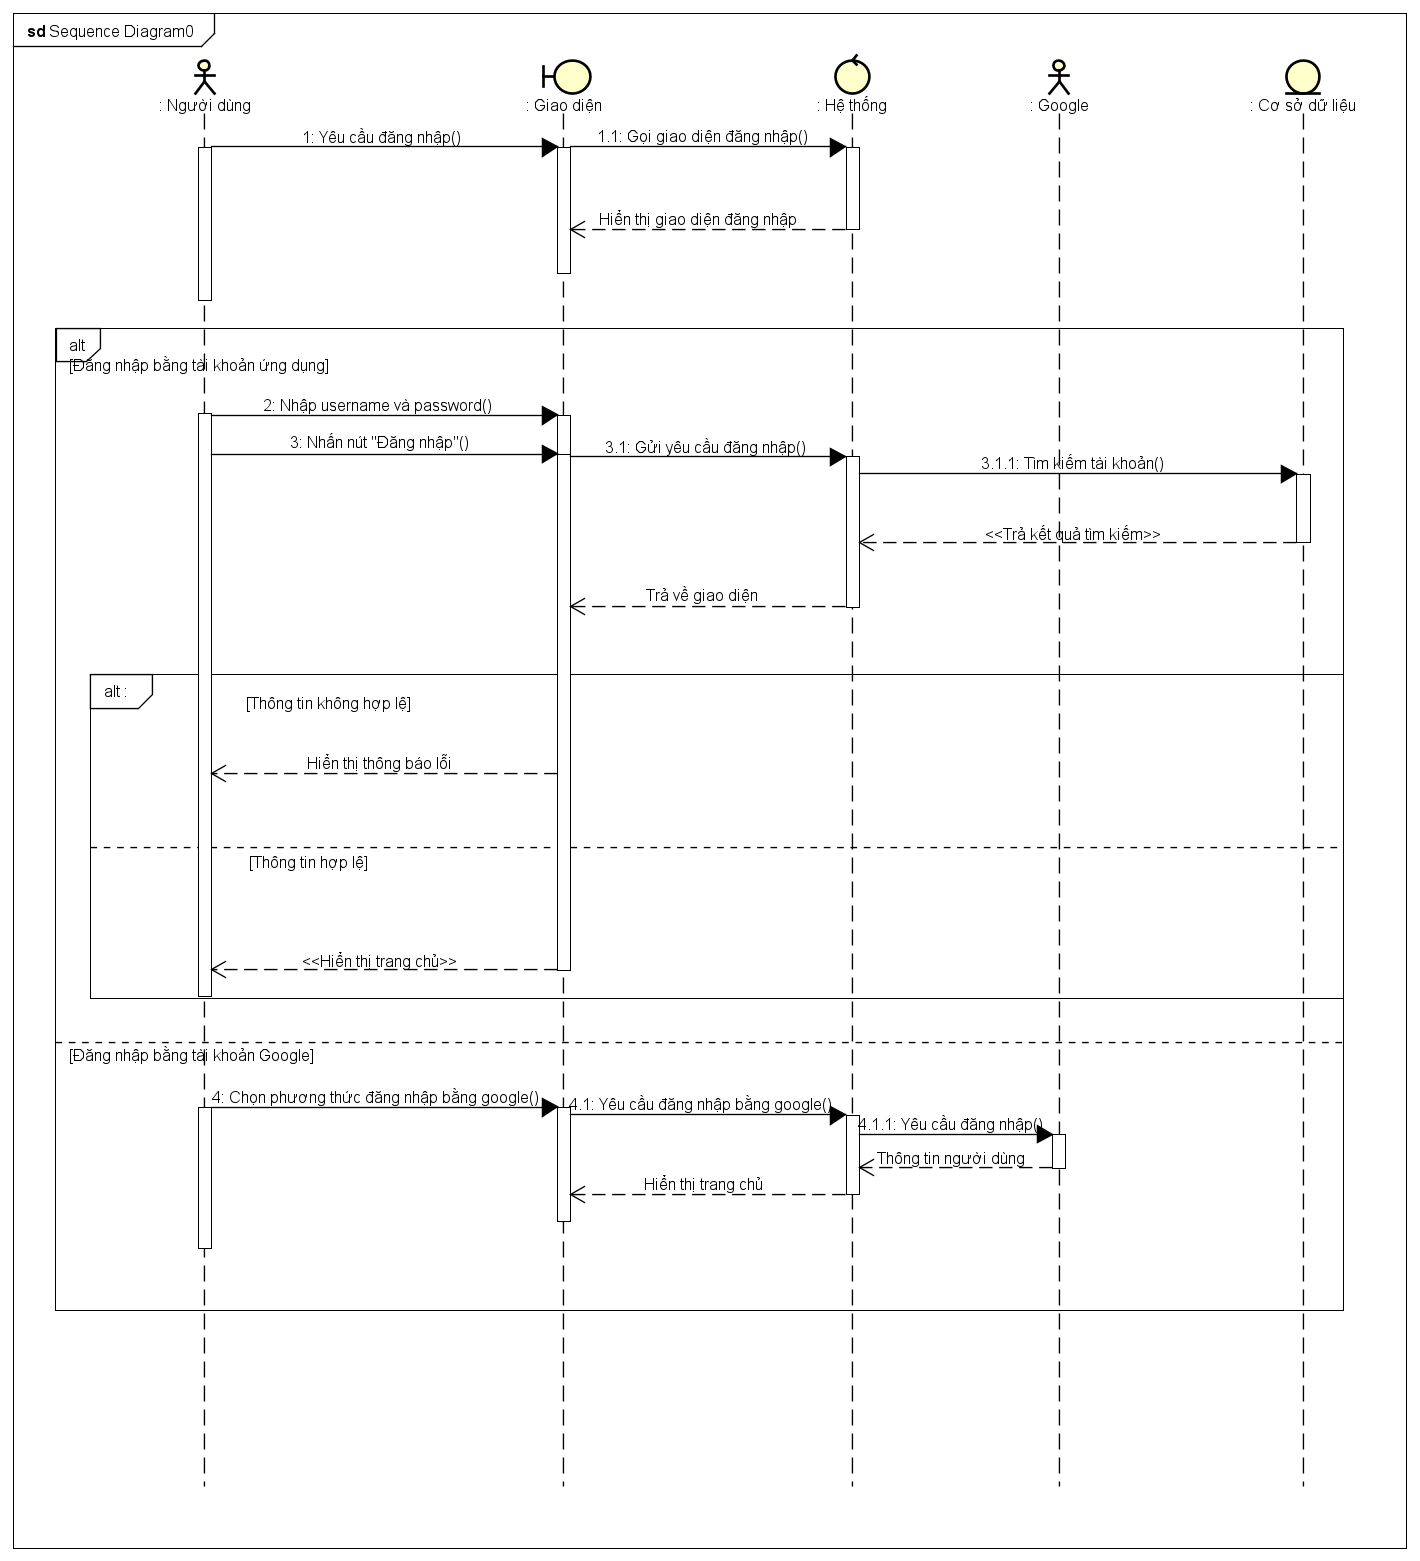 sd Sequence Diagram0
: Người dùng
: Giao diện
: Hệ thống
: Google
: Cơ sở dữ liệu
1: Yêu cầu đăng nhập()
1.1: Gọi giao diện đăng nhập()
Hiển thị giao diện đăng nhập
alt
[Đăng nhập bằng tài khoản ứng dụng]
2: Nhập username và password()
3: Nhấn nút "Đăng nhập"()
3.1: Gửi yêu cầu đăng nhập()
3.1.1: Tìm kiếm tài khoản()
<<Trả kết quả tìm kiếm>>
Trả về giao diện
alt :
[Thông tin không hợp lệ]
Hiển thị thông báo lỗi
[Thông tin hợp lệ]
<<Hiển thị trang chủ>>
[Đăng nhập bằng tài khoản Google]
4: Chọn phương thức đăng nhập bằng google()
4.1: Yêu cầu đăng nhập bằng google()
4.1.1: Yêu cầu đăng nhập()
Thông tin người dùng
Hiển thị trang chủ